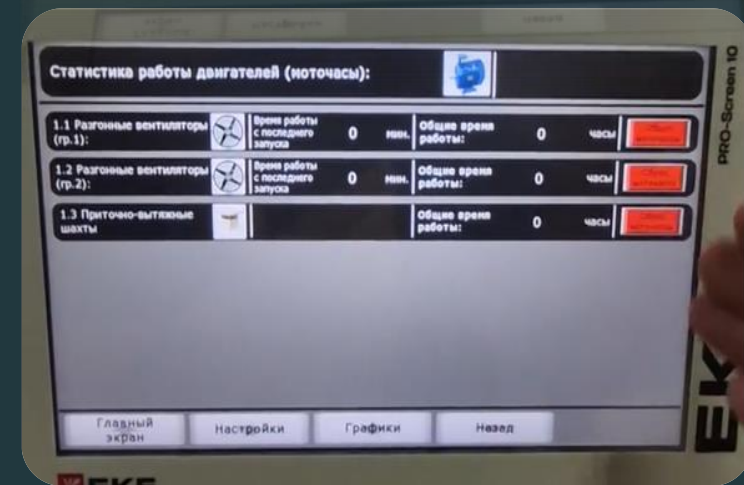 Статистика работы двигателей (моточасы):
1.1 Разгонные вентиляторы
(гр.1):
Время работы
с последнего
запуска
0
мин.
Общие время
работы:
0
часы
1.2 Разгонные вентиляторы
(гр.2):
Время работы
с последнего
запуска
0
мин.
Общие время
работы:
0
часы
1.3 Приточно-вытяжные
шахты
Общие время
работы:
0
часы
Главный
экран
Настройки
Графики
Назад
PRO-Screen 10
EK
EKF